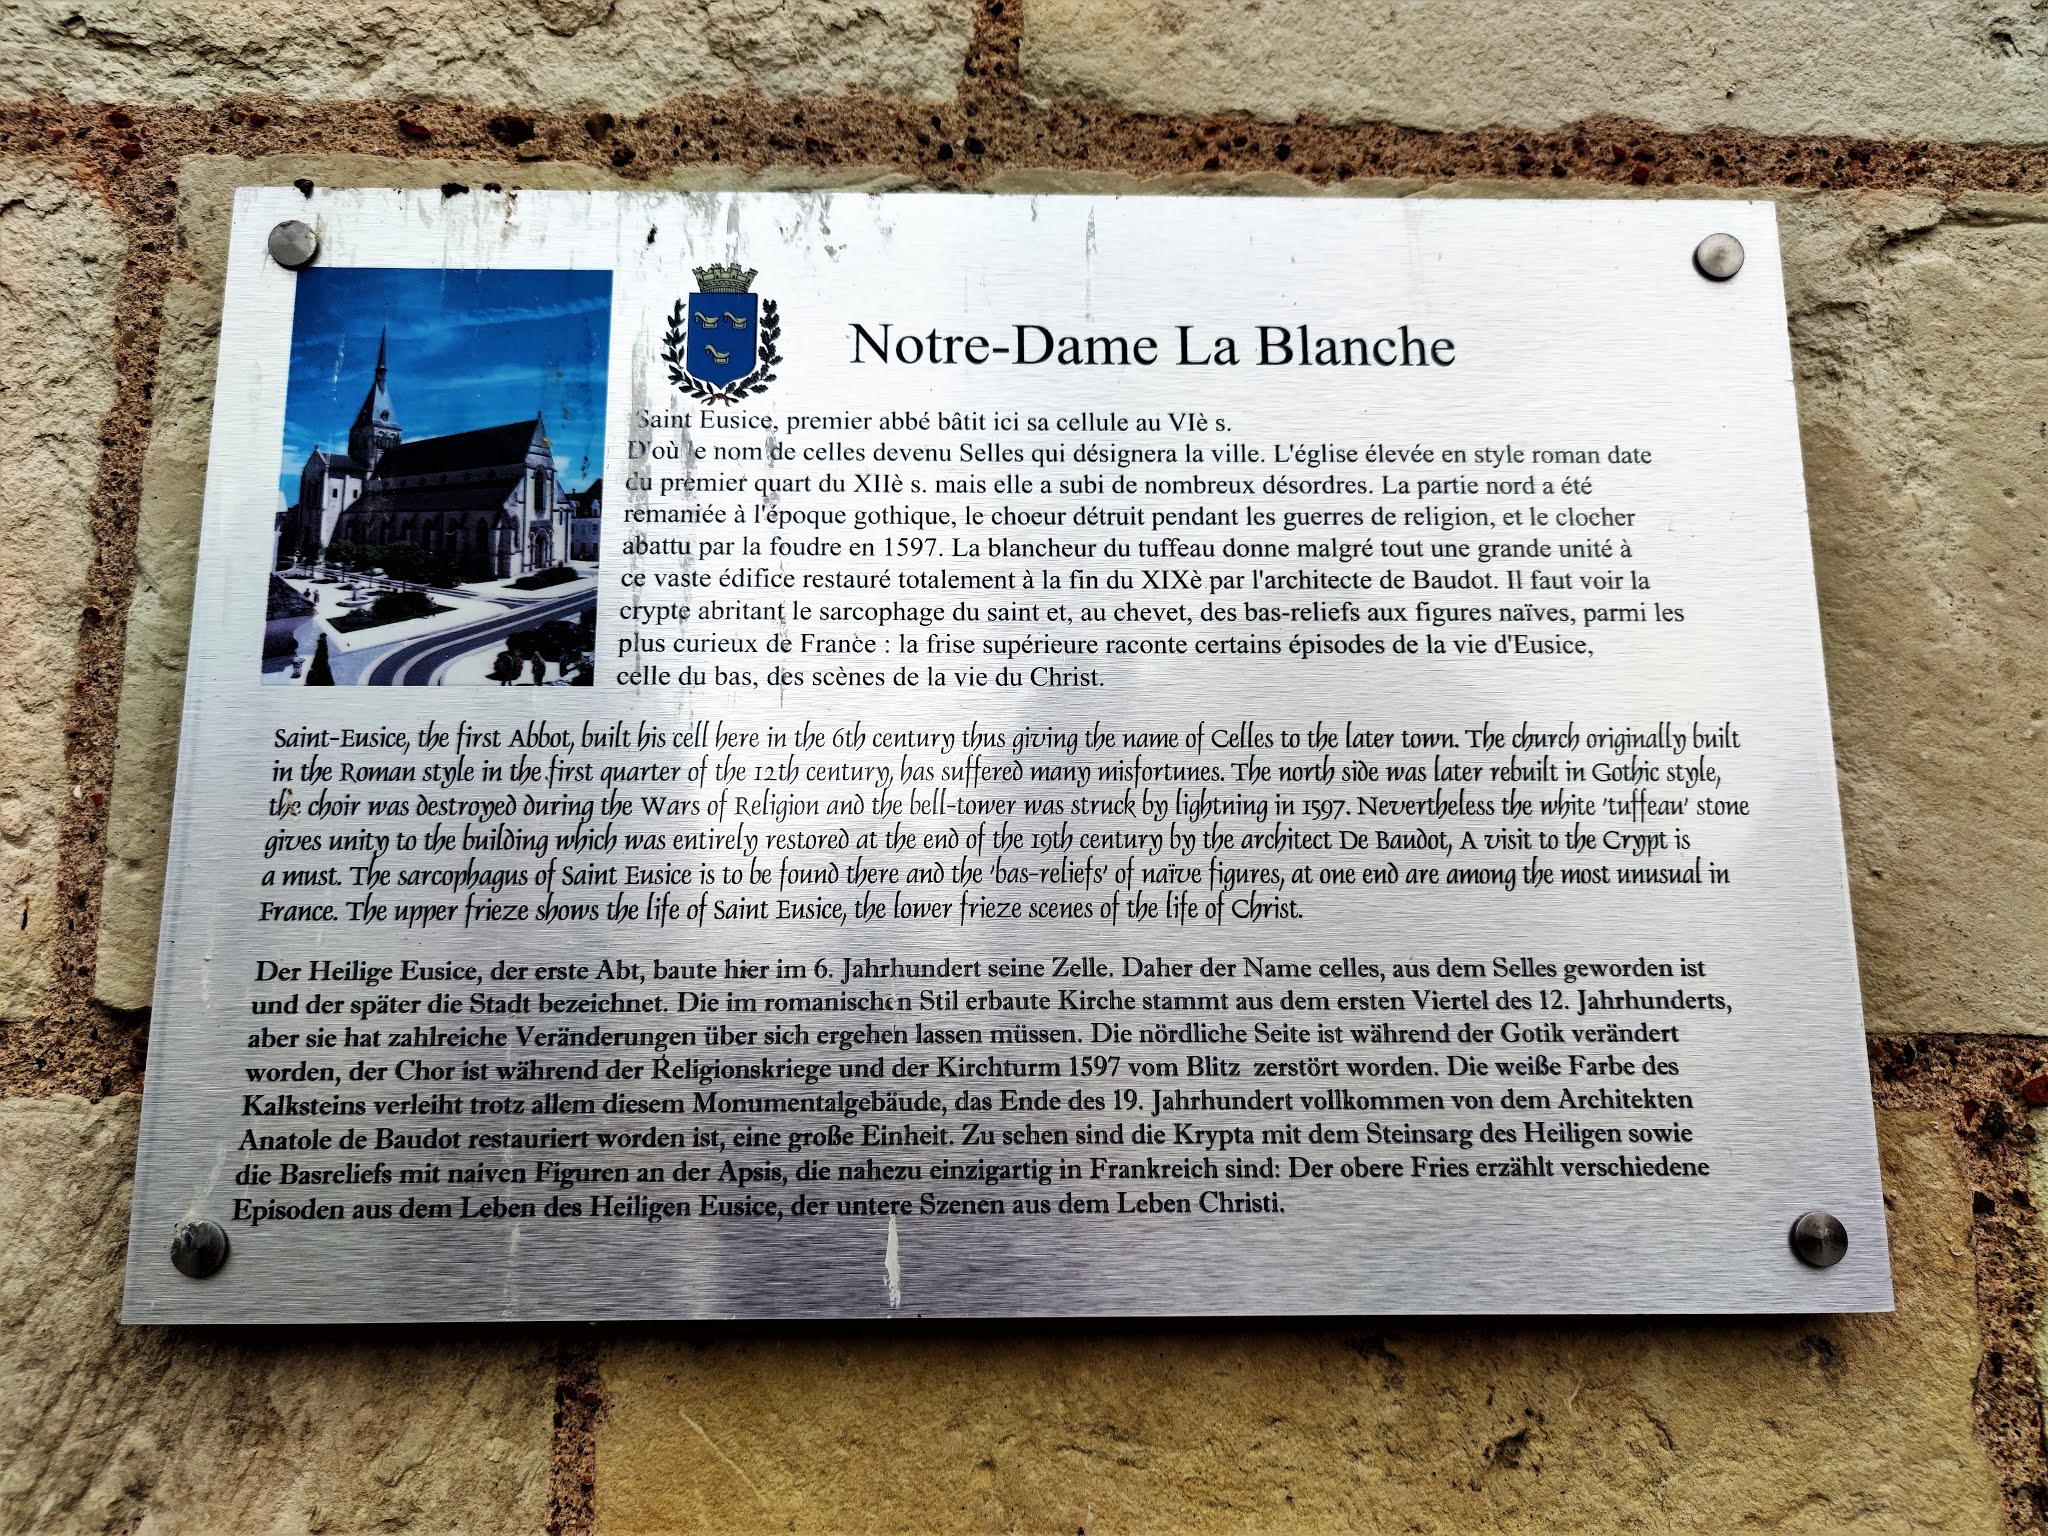 Notre-Dame La Blanche
Saint Eusice, premier abbé bâtit ici sa cellule au VIè s.
D'où le nom de celles devenu Selles qui désignera la ville. L'église élevée en style roman date
du premier quart du XIIè s. mais elle a subi de nombreux désordres. La partie nord a été
remaniée à l'époque gothique, le choeur détruit pendant les guerres de religion, et le clocher
abattu par la foudre en 1597. La blancheur du tuffeau donne malgré tout une grande unité à
ce vaste édifice restauré totalement à la fin du XIXè par l'architecte de Baudot. Il faut voir la
crypte abritant le sarcophage du saint et, au chevet, des bas-reliefs aux figures naïves, parmi les
plus curieux de France : la frise supérieure raconte certains épisodes de la vie d'Eusice,
celle du bas, des scènes de la vie du Christ.
Saint-Eusice, the first Abbot, built his cell here in the 6th century thus giving the name of Celles to the later town. The church originally built
in the Roman style in the first quarter of the 12th century, has suffered many misfortunes. The north side was later rebuilt in Gothic style,
the choir was destroyed during the Wars of Religion and the bell-tower was struck by lightning in 1597. Nevertheless the white 'tuffeau' stone
gives unity to the building which was entirely restored at the end of the 19th century by the architect De Baudot, A visit to the Crypt is
a must. The sarcophagus of Saint Eusice is to be found there and the 'bas-reliefs' of naïve figures, at one end are among the most unusual in
France. The upper frieze shows the life of Saint Eusice, the lower frieze scenes of the life of Christ.
Der Heilige Eusice, der erste Abt, baute hier im 6. Jahrhundert seine Zelle. Daher der Name celles, aus dem Selles geworden ist
und der später die Stadt bezeichnet. Die im romanischen Stil erbaute Kirche stammt aus dem ersten Viertel des 12. Jahrhunderts,
aber sie hat zahlreiche Veränderungen über sich ergehen lassen müssen. Die nördliche Seite ist während der Gotik verändert
worden, der Chor ist während der Religionskriege und der Kirchturm 1597 vom Blitz zerstört worden. Die weiße Farbe des
Kalksteins verleiht trotz allem diesem Monumentalgebäude, das Ende des 19. Jahrhundert vollkommen von dem Architekten
Anatole de Baudot restauriert worden ist, eine große Einheit. Zu sehen sind die Krypta mit dem Steinsarg des Heiligen sowie
die Basreliefs mit naiven Figuren an der Apsis, die nahezu einzigartig in Frankreich sind: Der obere Fries erzählt verschiedene
Episoden aus dem Leben des Heiligen Eusice, der untere Szenen aus dem Leben Christi.